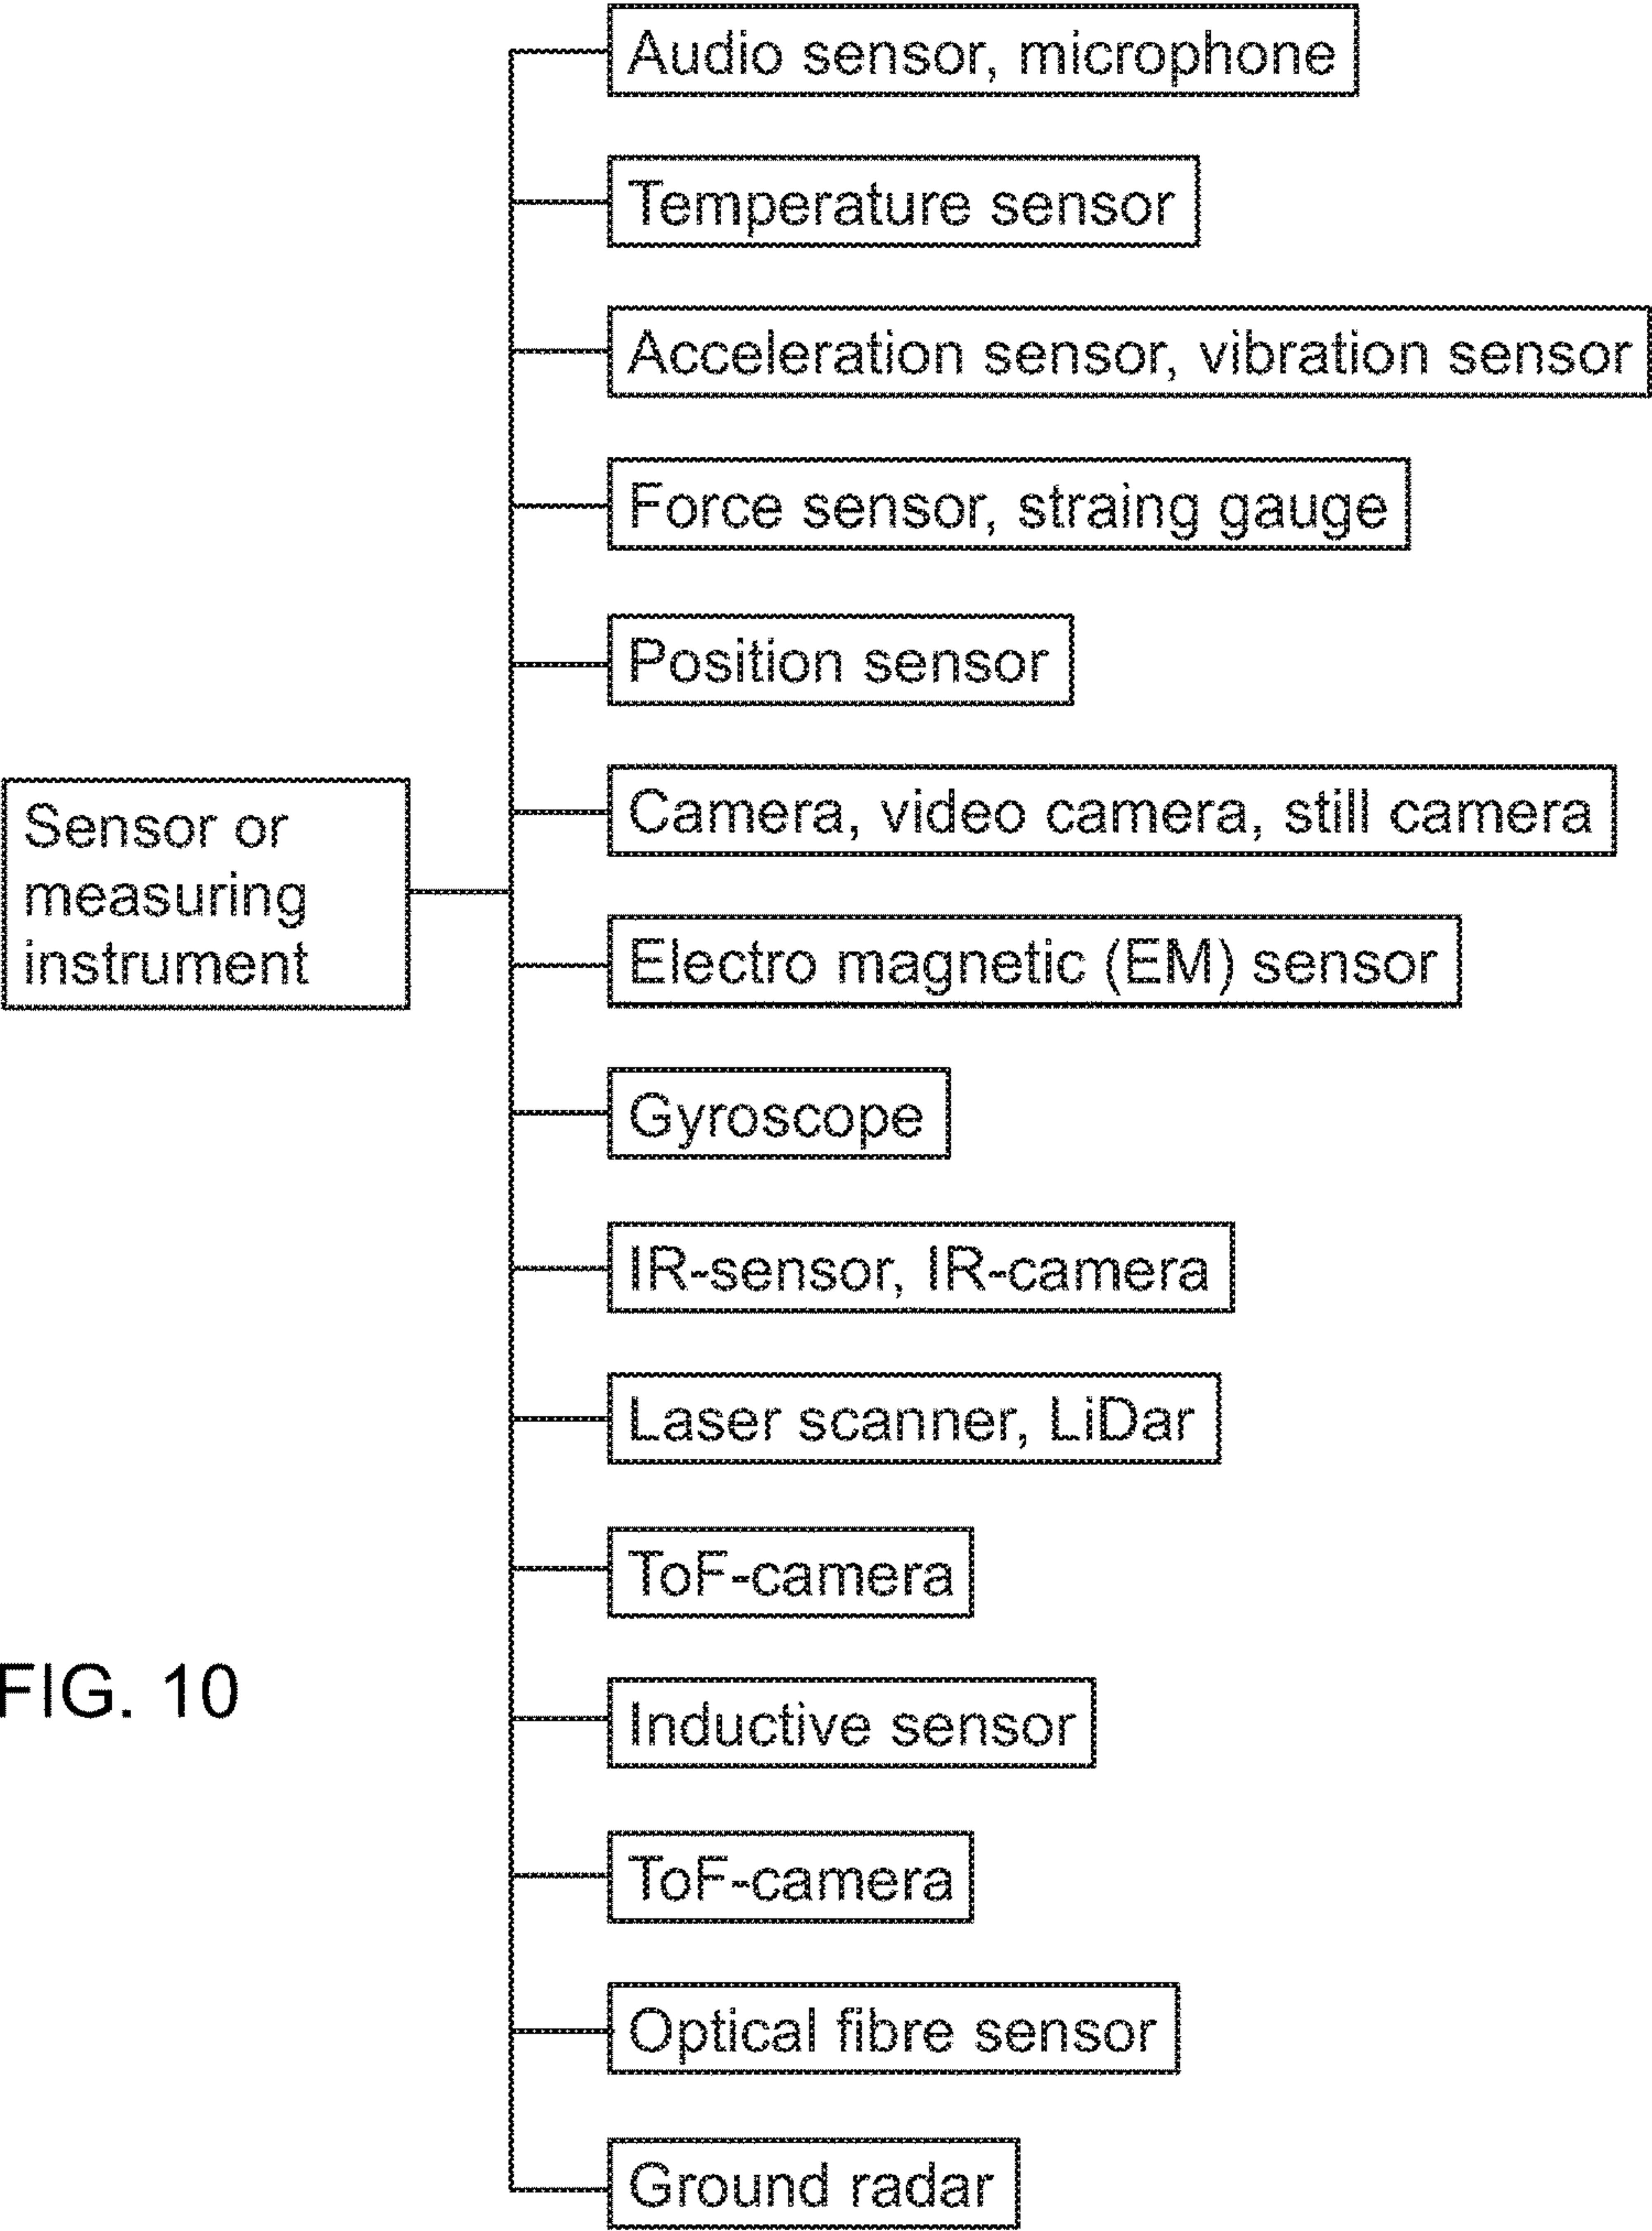 Audio sensor, microphone
Temperature sensor
Acceleration sensor, vibration sensor
Force sensor, straing gauge
Position sensor
Camera, video camera, still camera
Sensor or
measuring
instrument
Electro magnetic (EM) sensor
Gyroscope
IR-sensor, IR-camera
Laser scanner, LiDar
ToF-camera
Inductive sensor
ToF-camera
Optical fibre sensor
Ground radar
FIG. 10